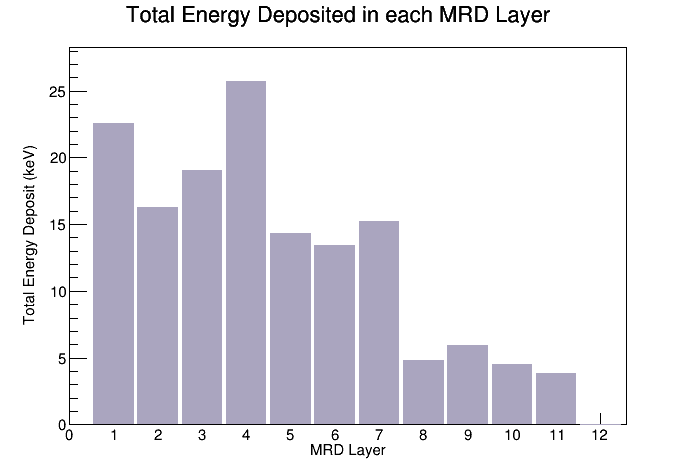 Total Energy Deposited in each MRD Layer
Total Energy Deposit (keV)
25
20
15
10
5
0
0 1 2 3 4 5 6 7 8 9 10 11 12
MRD Layer